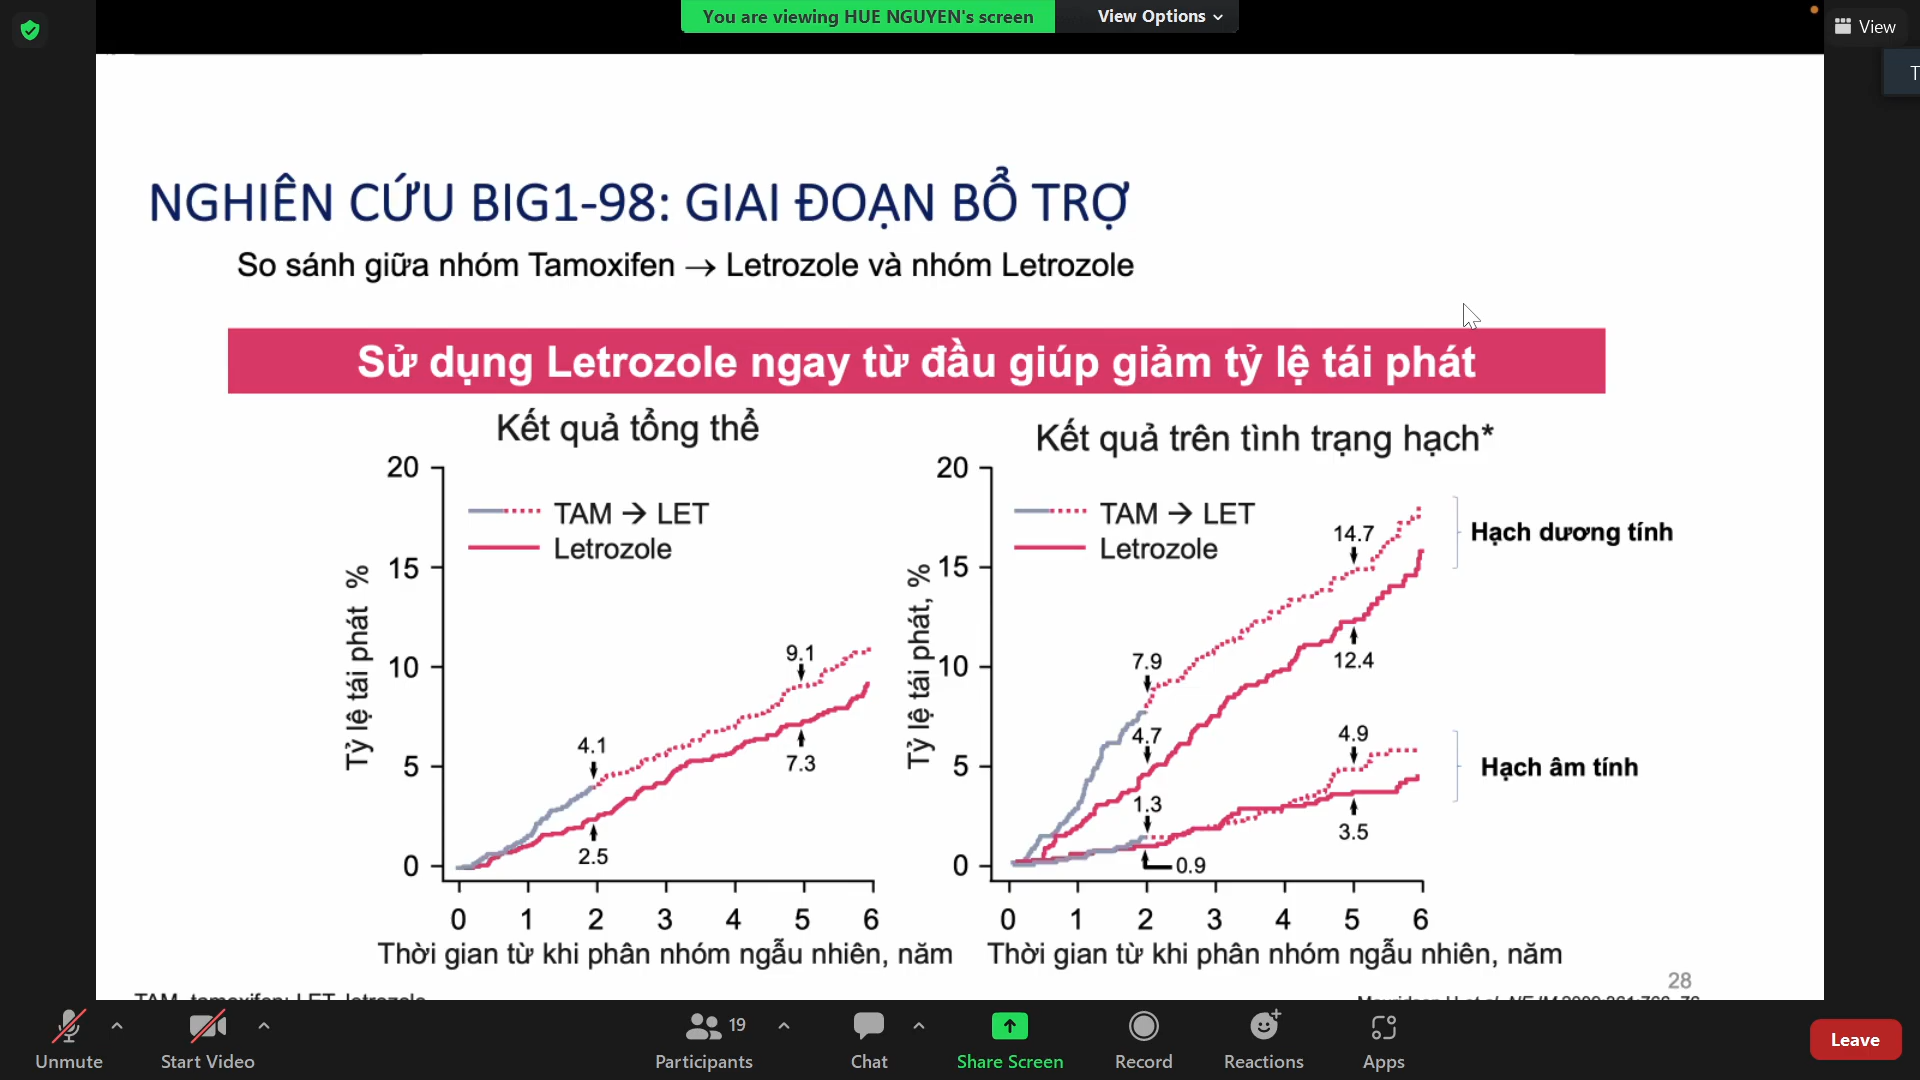 You are viewing HUE NGUYEN's screen
View Options
View
T
NGHIÊN CỨU BIG1-98: GIAI ĐOẠN BỔ TRỢ
So sánh giữa nhóm Tamoxifen → Letrozole và nhóm Letrozole
Sử dụng Letrozole ngay từ đầu giúp giảm tỷ lệ tái phát
Kết quả tổng thể
20
15
10
5
0
Tỷ lệ tái phát %
TAM → LET
Letrozole
4.1
2.5
9.1
7.3
0 1 2 3 4 5 6
Thời gian từ khi phân nhóm ngẫu nhiên, năm
Kết quả trên tình trạng hạch*
20
15
10
5
0
Tỷ lệ tái phát, %
TAM → LET
Letrozole
7.9
4.7
1.3
0.9
14.7
12.4
4.9
3.5
Hạch dương tính
Hạch âm tính
0 1 2 3 4 5 6
Thời gian từ khi phân nhóm ngẫu nhiên, năm
28
Unmute
Start Video
19
Participants
Chat
Share Screen
Record
Reactions
Apps
Leave